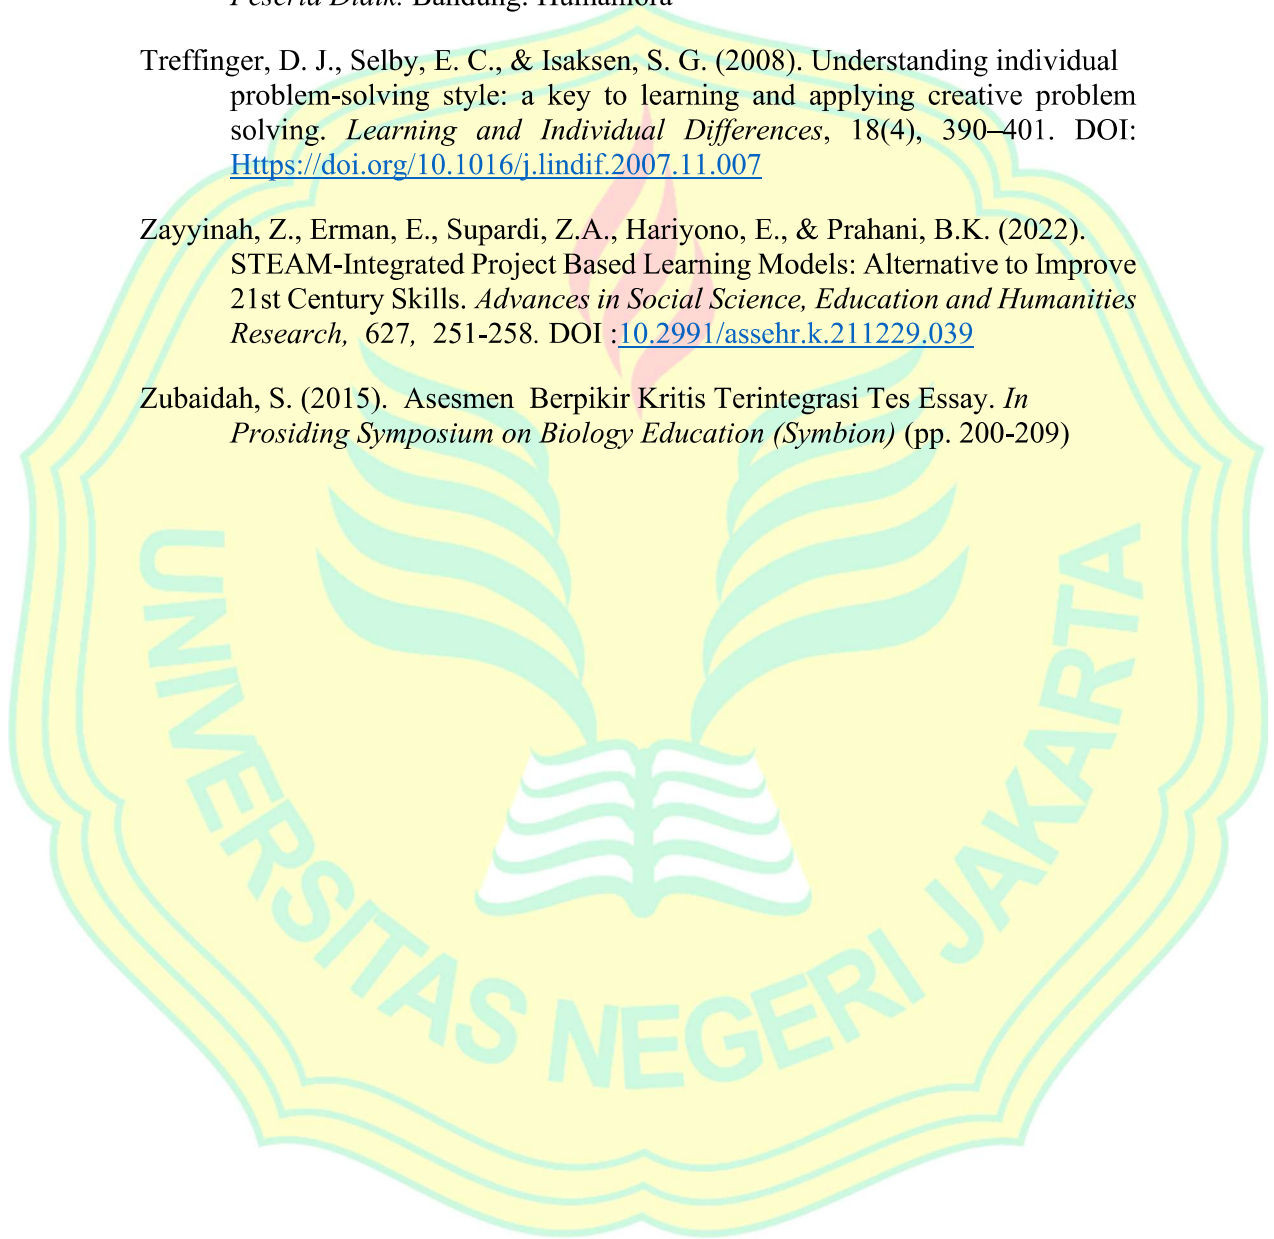 Peserta Didik. Bandung: Humaniora
Treffinger, D. J., Selby, E. C., & Isaksen, S. G. (2008). Understanding individual
problem-solving style: a key to learning and applying creative problem
solving. Learning and Individual Differences, 18(4), 390–401. DOI:
Https://doi.org/10.1016/j.lindif.2007.11.007
Zayyinah, Z., Erman, E., Supardi, Z.A., Hariyono, E., & Prahani, B.K. (2022).
STEAM-Integrated Project Based Learning Models: Alternative to Improve
21st Century Skills. Advances in Social Science, Education and Humanities
Research, 627, 251-258. DOI :10.2991/assehr.k.211229.039
Zubaidah, S. (2015). Asesmen Berpikir Kritis Terintegrasi Tes Essay. In
Prosiding Symposium on Biology Education (Symbion) (pp. 200-209)
UNIVERSITAS NEGERI JAKARTA